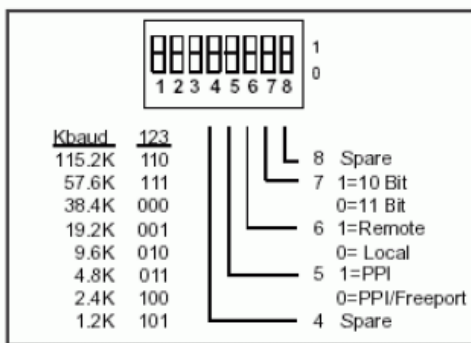 1
0
1 2 3 4 5 6 7 8
Kbaud 123
115.2K 110
57.6K 111
38.4K 000
19.2K 001
9.6K 010
4.8K 011
2.4K 100
1.2K 101
8 Spare
7 1=10 Bit
0=11 Bit
6 1=Remote
0= Local
5 1=PPI
0=PPI/Freeport
4 Spare